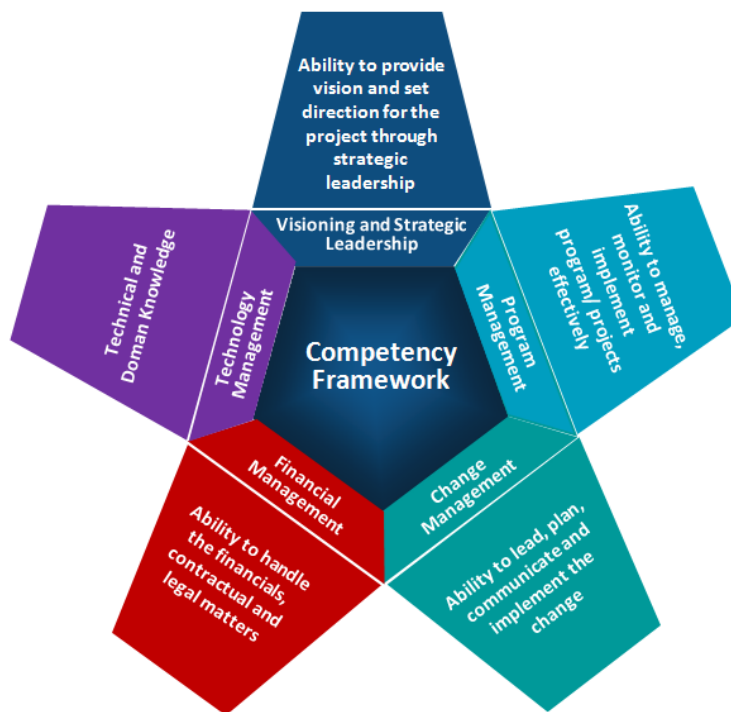 Ability to provide
vision and set
direction for the
project through
strategic
leadership
Visioning and Strategic
Leadership
Ability to manage,
monitor and
implement
program/ projects
effectively
Program
Management
Competency
Framework
Technical and
Doman Knowledge
Technology
Management
Financial
Management
Ability to handle
the financials,
contractual and
legal matters
Change
Management
Ability to lead, plan,
communicate and
implement the
change